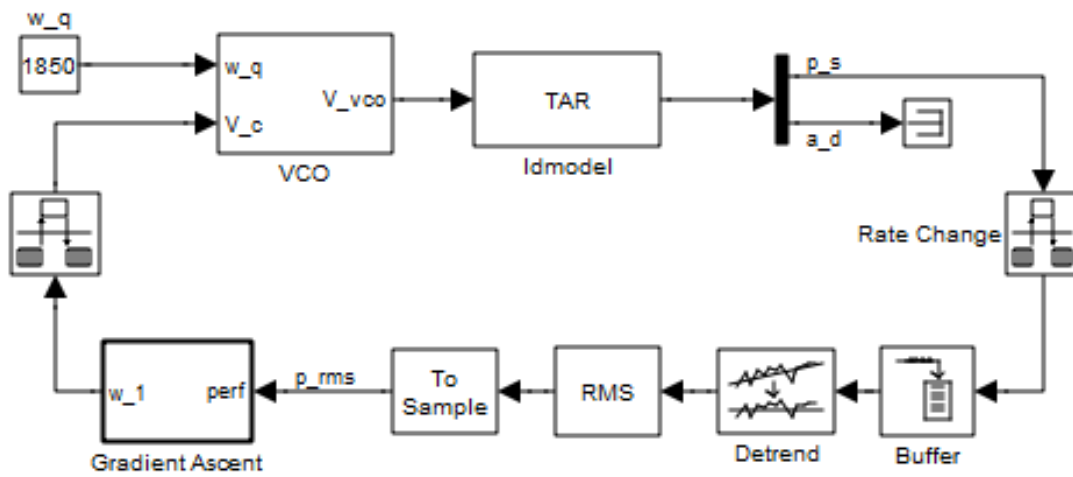 w_q
1850
w_q
V_c
V_vco
VCO
TAR
Idmodel
p_s
a_d
Rate Change
w_1
perf
Gradient Ascent
p_rms
To
Sample
RMS
Detrend
Buffer